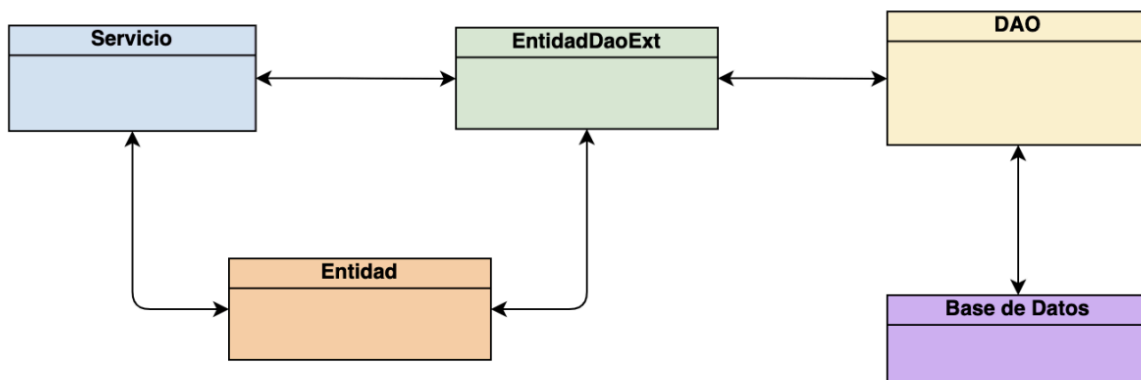 Servicio
EntidadDaoExt
DAO
Entidad
Base de Datos